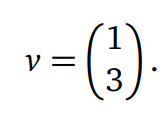 v = (1
3).